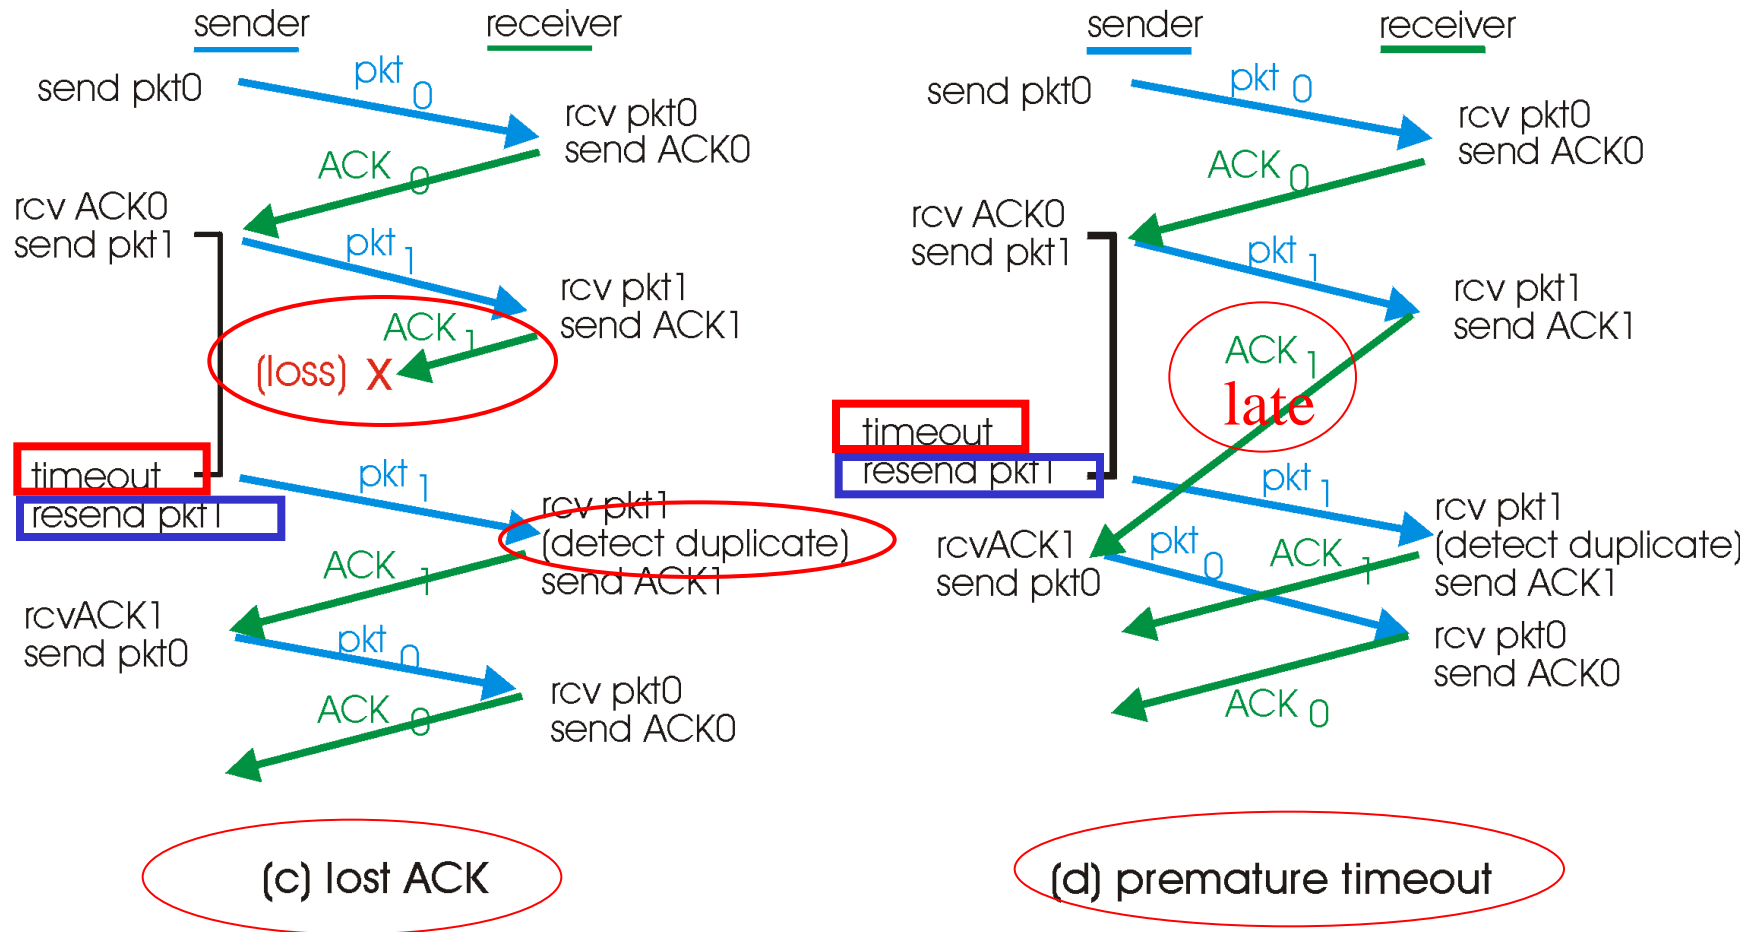 sender
receiver
send pkt0
pkt 0
rcv pkt0
send ACK0
ACK 0
rcv ACK0
send pkt1
pkt 1
rcv pkt1
send ACK1
ACK 1
(loss) X
timeout
resend pkt1
pkt 1
rcv pkt1
(detect duplicate)
send ACK1
ACK 1
rcvACK1
send pkt0
pkt 0
rcv pkt0
send ACK0
ACK 0
(c) lost ACK
sender
receiver
send pkt0
pkt 0
rcv pkt0
send ACK0
ACK 0
rcv ACK0
send pkt1
pkt 1
rcv pkt1
send ACK1
ACK 1
late
timeout
resend pkt1
pkt 1
rcv pkt1
(detect duplicate)
send ACK1
rcvACK1
send pkt0
pkt 0
ACK 1
rcv pkt0
send ACK0
ACK 0
(d) premature timeout